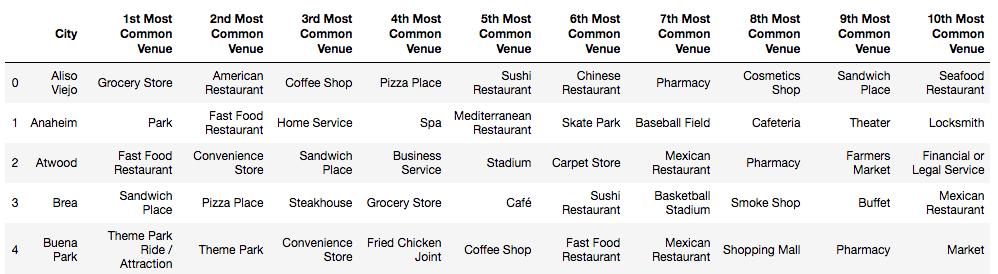 City 1st Most Common Venue 2nd Most Common Venue 3rd Most Common Venue 4th Most Common Venue 5th Most Common Venue 6th Most Common Venue 7th Most Common Venue 8th Most Common Venue 9th Most Common Venue 10th Most Common Venue
0 Aliso Viejo Grocery Store American Restaurant Coffee Shop Pizza Place Sushi Restaurant Chinese Restaurant Pharmacy Cosmetics Shop Sandwich Place Seafood Restaurant
1 Anaheim Park Fast Food Restaurant Home Service Spa Mediterranean Restaurant Skate Park Baseball Field Cafeteria Theater Locksmith
2 Atwood Fast Food Restaurant Convenience Store Sandwich Place Business Service Stadium Carpet Store Mexican Restaurant Pharmacy Farmers Market Financial or Legal Service
3 Brea Sandwich Place Pizza Place Steakhouse Grocery Store Café Sushi Restaurant Basketball Stadium Smoke Shop Buffet Mexican Restaurant
4 Buena Park Theme Park Ride / Attraction Theme Park Convenience Store Fried Chicken Joint Coffee Shop Fast Food Restaurant Mexican Restaurant Shopping Mall Pharmacy Market